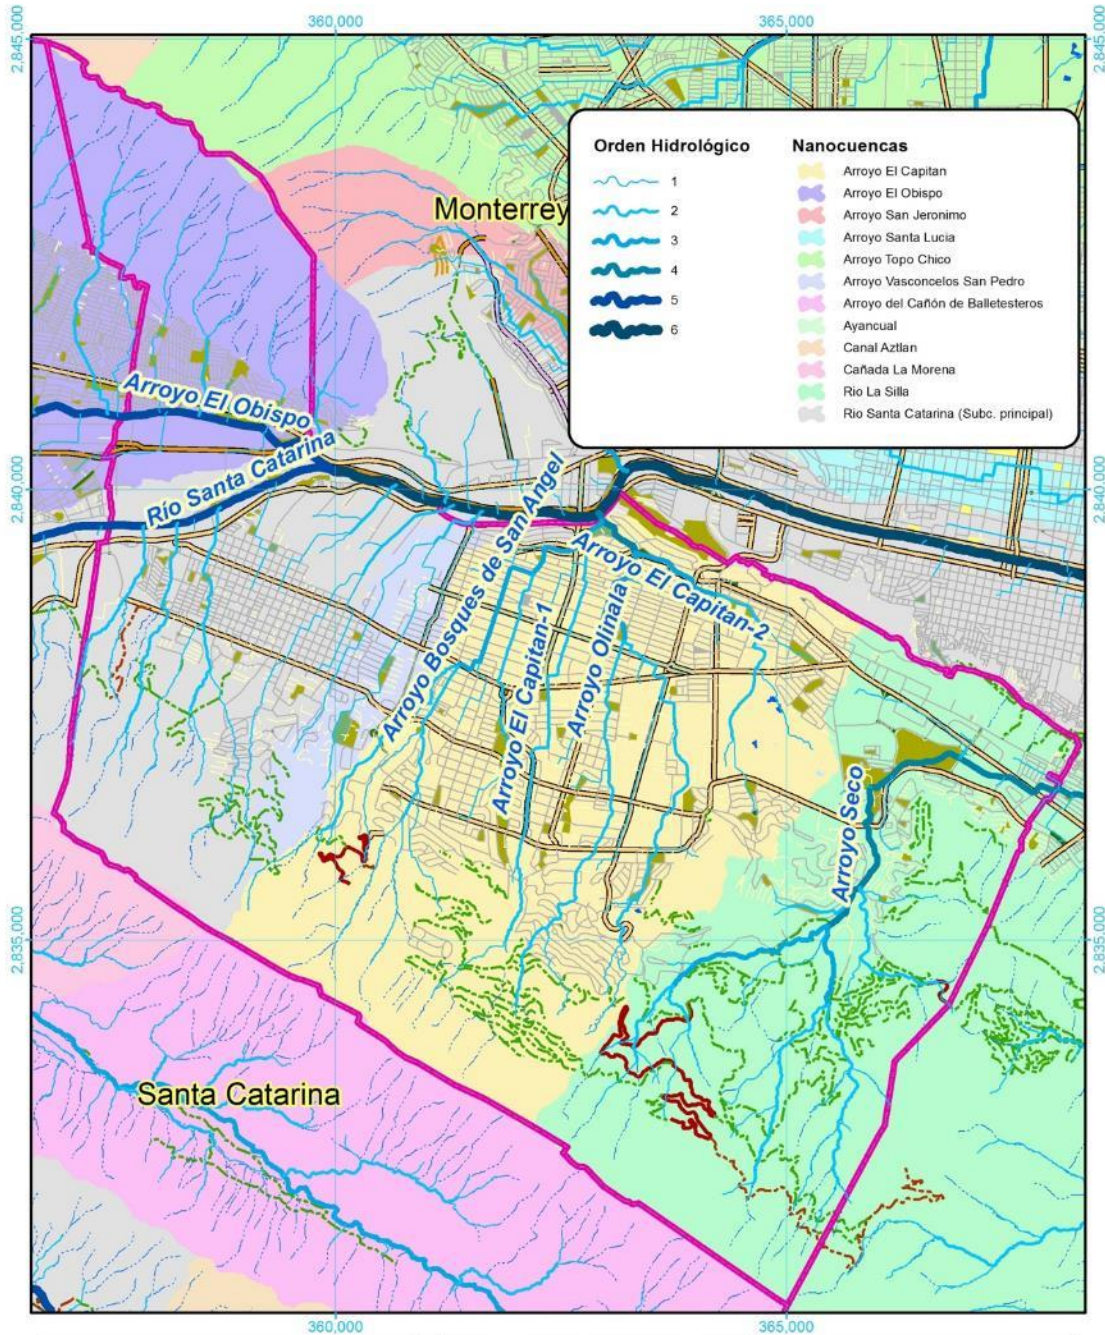 360,000
365,000
2,845,000
2,845,000
Orden Hidrológico
1
2
3
4
5
6
Nanocuencas
Arroyo El Capitan
Arroyo El Obispo
Arroyo San Jeronimo
Arroyo Santa Lucia
Arroyo Topo Chico
Arroyo Vasconcelos San Pedro
Arroyo del Cañón de Balletesteros
Ayancual
Canal Aztlan
Cañada La Morena
Rio La Silla
Rio Santa Catarina (Subc. principal)
Monterrey
Arroyo El Obispo
Río Santa Catarina
2,840,000
2,840,000
Arroyo Bosques de San Angel
Arroyo El Capitan-1
Arroyo Olinala
Arroyo El Capitan-2
Arroyo Seco
2,835,000
2,835,000
Santa Catarina
360,000
365,000